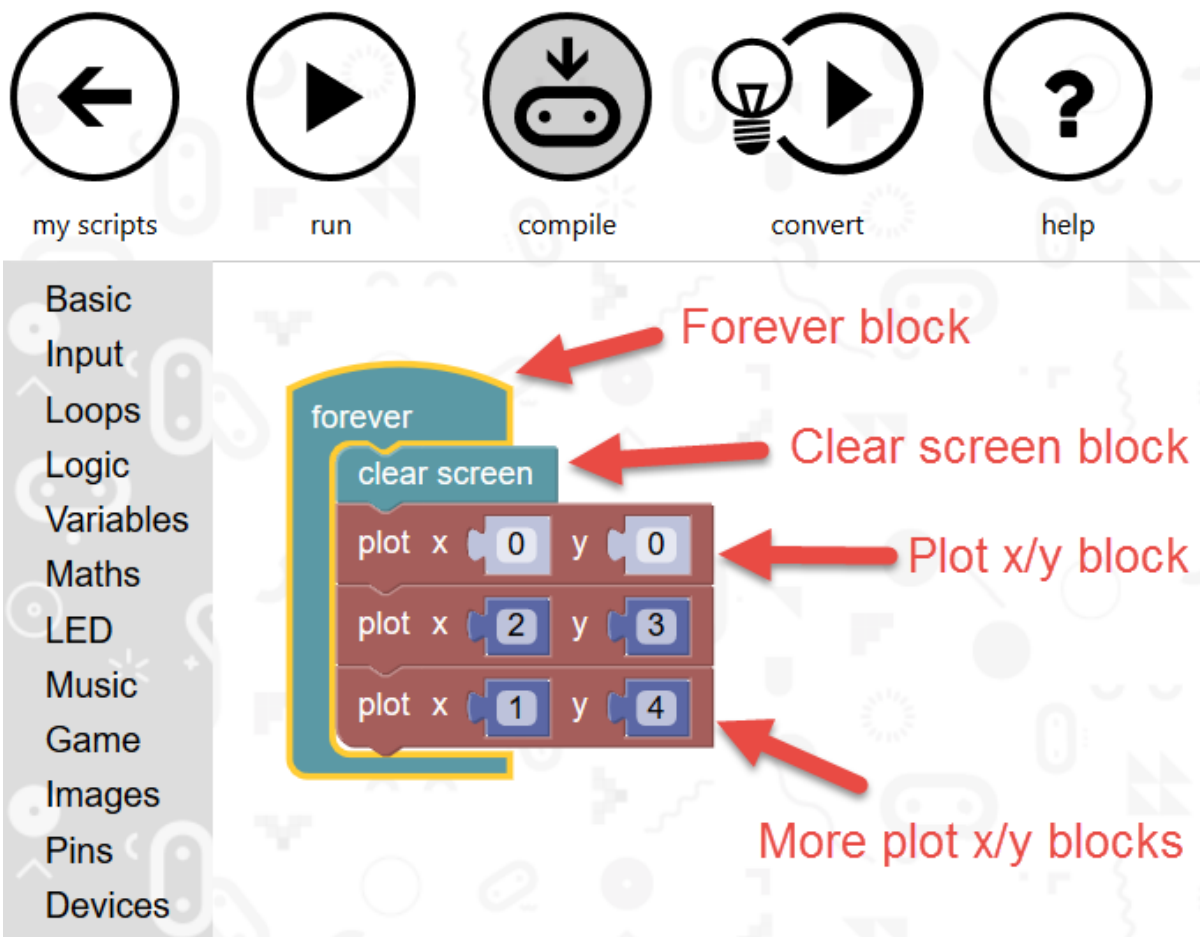 my scripts run compile convert help
Basic
Input
Loops
Logic
Variables
Maths
LED
Music
Game
Images
Pins
Devices
forever
clear screen
plot x 0 y 0
plot x 2 y 3
plot x 1 y 4
Forever block
Clear screen block
Plot x/y block
More plot x/y blocks